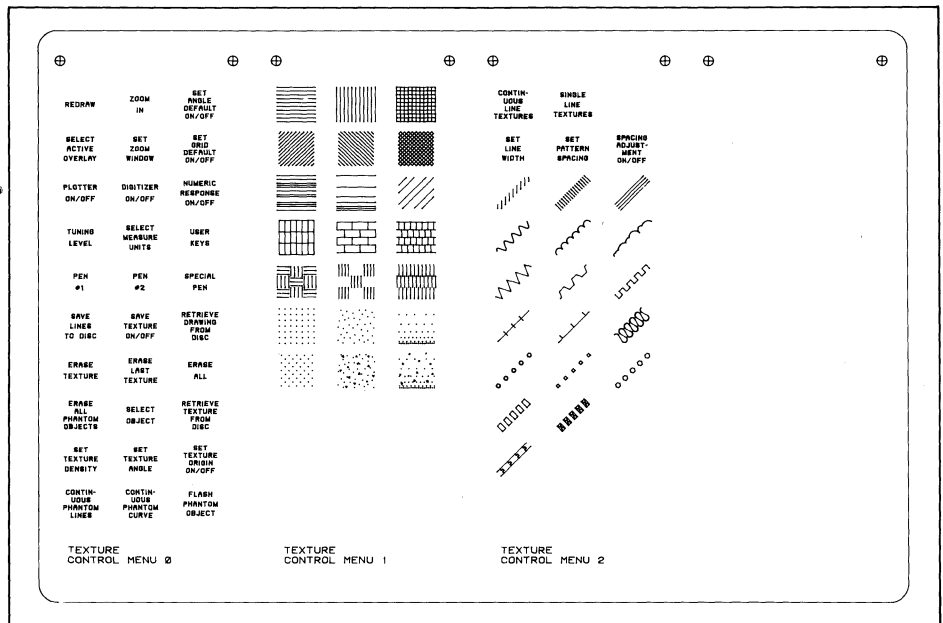 REDRAW
ZOOM
IN
SET
ANGLE
DEFAULT
ON/OFF
SELECT
ACTIVE
OVERLAY
SET
ZOOM
WINDOW
SET
GRID
DEFAULT
ON/OFF
PLOTTER
ON/OFF
DIGITIZER
ON/OFF
NUMERIC
RESPONSE
ON/OFF
TUNING
LEVEL
SELECT
MEASURE
UNITS
USER
KEYS
PEN
#1
PEN
#2
SPECIAL
PEN
SAVE
LINES
TO DISC
SAVE
TEXTURE
ON/OFF
RETRIEVE
DRAWING
FROM
DISC
ERASE
TEXTURE
ERASE
LAST
TEXTURE
ERASE
ALL
ERASE
ALL
PHANTOM
OBJECTS
SELECT
OBJECT
RETRIEVE
TEXTURE
FROM
DISC
SET
TEXTURE
DENSITY
SET
TEXTURE
ANGLE
SET
TEXTURE
ORIGIN
ON/OFF
CONTIN-
UOUS
PHANTOM
LINES
CONTIN-
UOUS
PHANTOM
CURVE
FLASH
PHANTOM
OBJECT
TEXTURE
CONTROL MENU 0
TEXTURE
CONTROL MENU 1
CONTIN-
UOUS
LINE
TEXTURES
SINGLE
LINE
TEXTURES
SET
LINE
WIDTH
SET
PATTERN
SPACING
SPACING
ADJUST-
MENT
ON/OFF
TEXTURE
CONTROL MENU 2